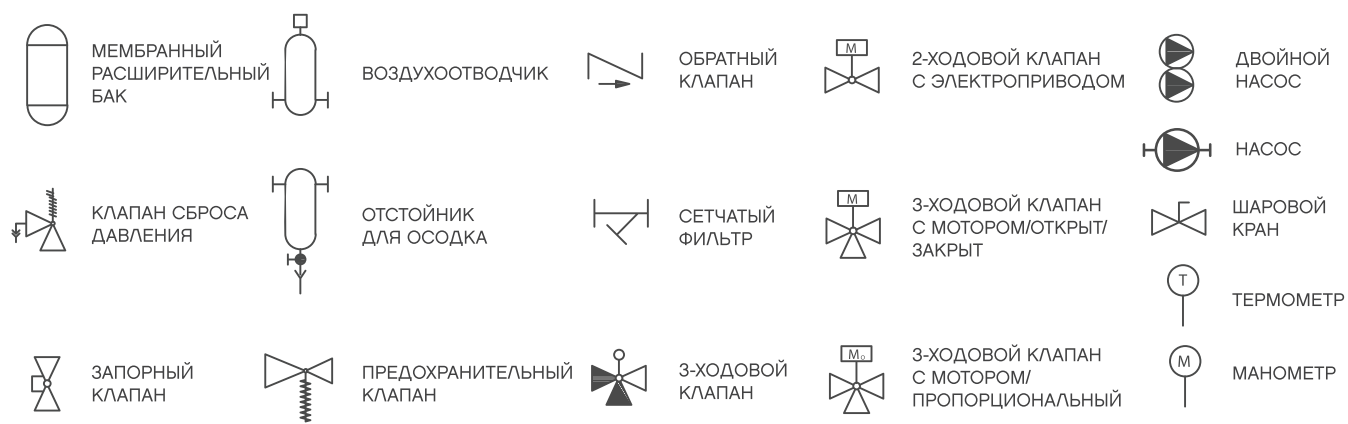 МЕМБРАННЫЙ
РАСШИРИТЕЛЬНЫЙ
БАК
КЛАПАН СБРОСА
ДАВЛЕНИЯ
ЗАПОРНЫЙ
КЛАПАН
ВОЗДУХООТВОДЧИК
ОТСТОЙНИК
ДЛЯ ОСОДКА
ПРЕДОХРАНИТЕЛЬНЫЙ
КЛАПАН
ОБРАТНЫЙ
КЛАПАН
СЕТЧАТЫЙ
ФИЛЬТР
3-ХОДОВОЙ
КЛАПАН
M
2-ХОДОВОЙ КЛАПАН
С ЭЛЕКТРОПРИВОДОМ
M
3-ХОДОВОЙ КЛАПАН
С МОТОРОМ/ОТКРЫТ/
ЗАКРЫТ
M₀
3-ХОДОВОЙ КЛАПАН
С МОТОРОМ/
ПРОПОРЦИОНАЛЬНЫЙ
ДВОЙНОЙ
НАСОС
НАСОС
ШАРОВОЙ
КРАН
T
ТЕРМОМЕТР
M
МАНОМЕТР